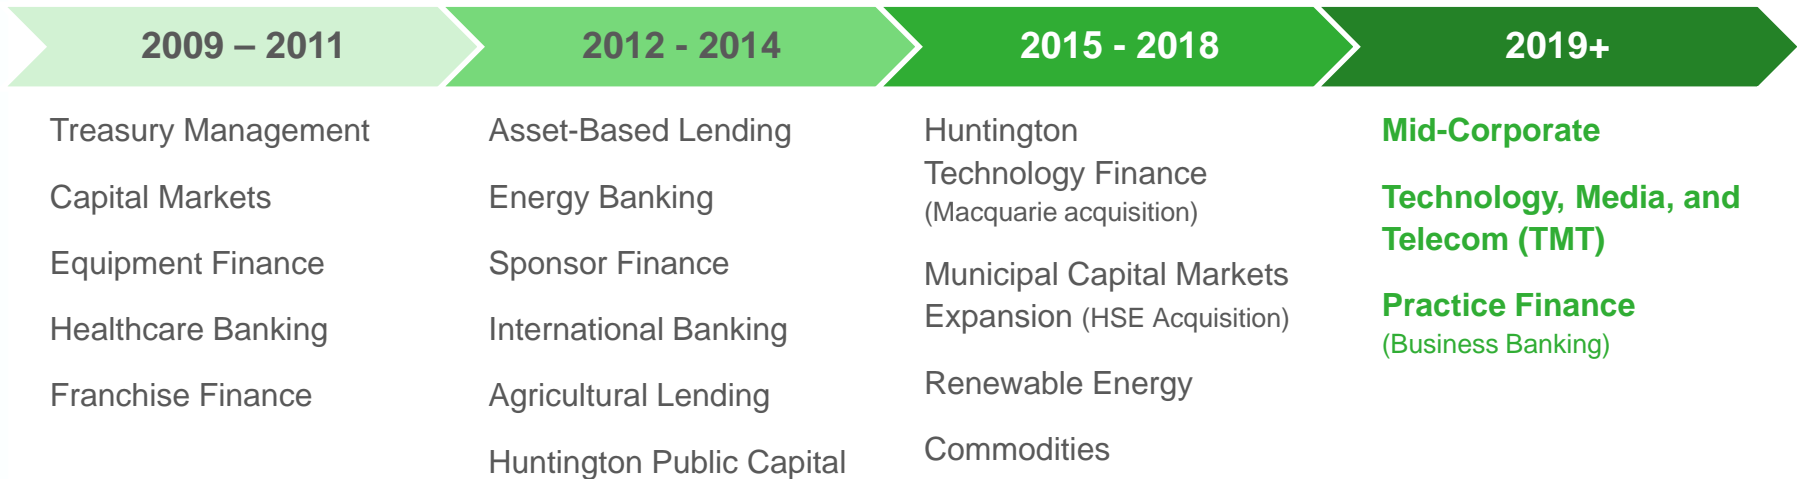 2009 – 2011
2012 - 2014
2015 - 2018
2019+
Treasury Management
Capital Markets
Equipment Finance
Healthcare Banking
Franchise Finance
Asset-Based Lending
Energy Banking
Sponsor Finance
International Banking
Agricultural Lending
Huntington Public Capital
Huntington
Technology Finance
(Macquarie acquisition)
Municipal Capital Markets
Expansion (HSE Acquisition)
Renewable Energy
Commodities
Mid-Corporate
Technology, Media, and
Telecom (TMT)
Practice Finance
(Business Banking)